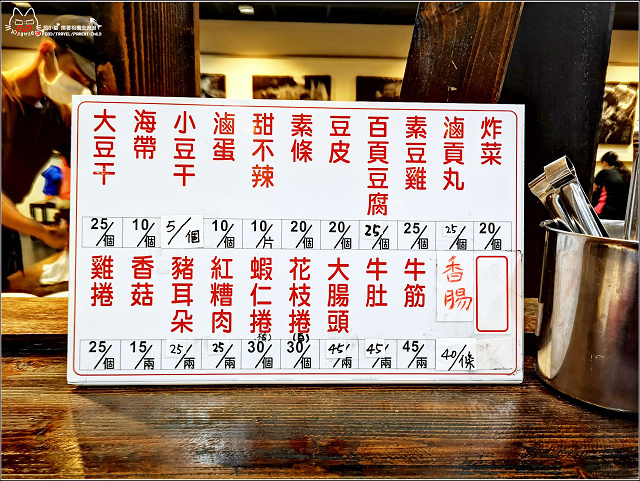 FOOD/TRAVEL/PARENT-CHILD
大豆干
25/個
海帶
10/個
小豆干
5/個
滷蛋
10/個
甜不辣
10/片
素條
20/個
豆皮
20/個
百頁豆腐
25/個
素豆雞
25/個
滷貢丸
25/個
炸菜
20/個
雞捲
25/個
香菇
15/兩
豬耳朵
25/兩
紅糟肉
25/兩
蝦仁捲
30/個
花枝捲
30/個
大腸頭
45/兩
牛肚
45/兩
牛筋
45/兩
香腸
40/條